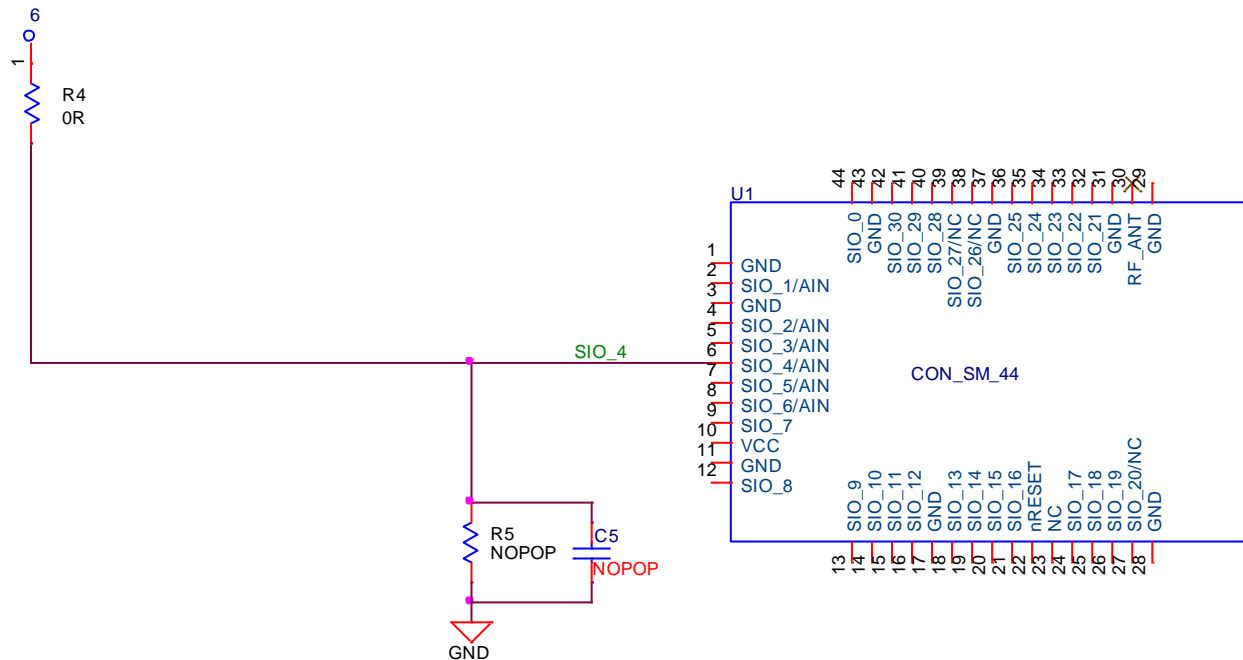 6
1
R4
0R
U1
44
43
42
41
40
39
38
37
36
35
34
33
32
31
30
29
SIO_0
GND
SIO_30
SIO_29
SIO_28
SIO_27/NC
SIO_26/NC
GND
SIO_25
SIO_24
SIO_23
SIO_22
SIO_21
GND
RF_ANT
GND
1
GND
2
SIO_1/AIN
3
GND
4
SIO_2/AIN
5
SIO_3/AIN
6
SIO_4/AIN
7
SIO_5/AIN
8
SIO_6/AIN
9
SIO_7
10
VCC
11
GND
12
SIO_8
SIO_4
CON_SM_44
SIO_9
SIO_10
SIO_11
SIO_12
GND
SIO_13
SIO_14
SIO_15
SIO_16
nRESET
NC
SIO_17
SIO_18
SIO_19
SIO_20/NC
GND
13
14
15
16
17
18
19
20
21
22
23
24
25
26
27
28
R5
NOPOP
C5
NOPOP
GND